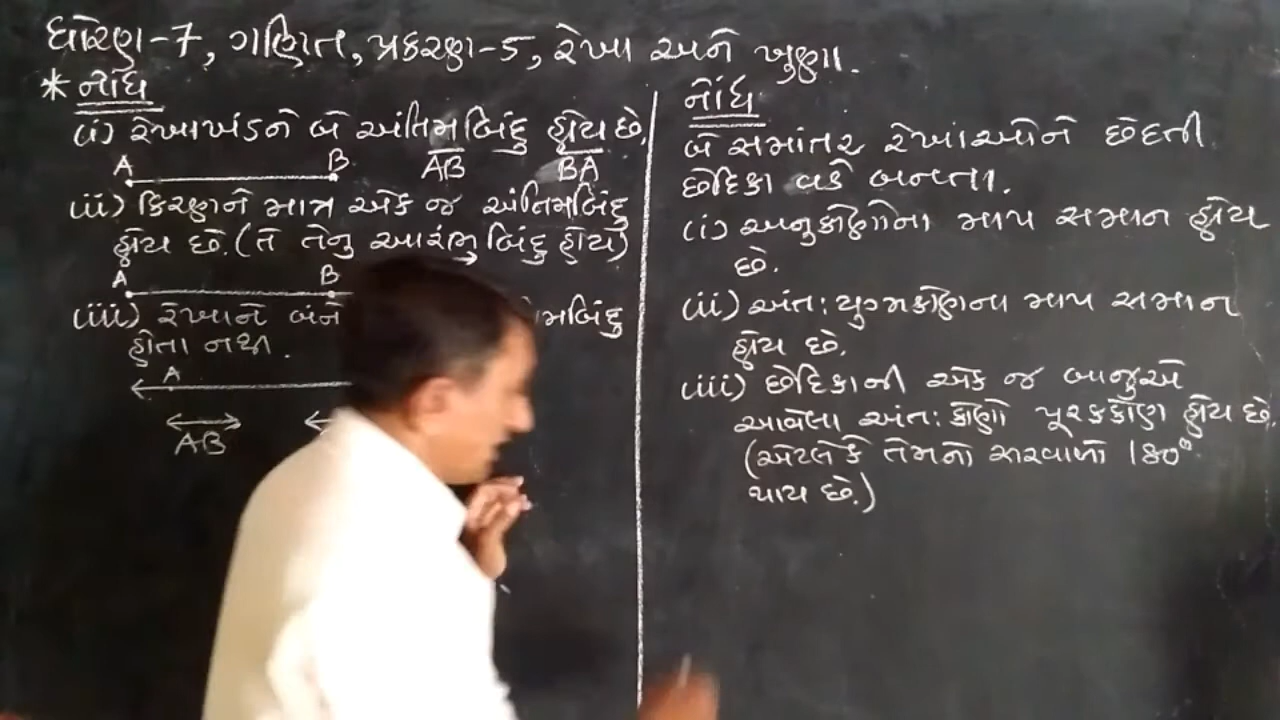 ધોરણ-7, ગણિત, પ્રકરણ-5, રેખા અને ખુણા.
* નોંધ
(i) રેખાખંડને બે અંતિમબિંદુ હોય છે.
A B AB BA
(ii) કિરણને માત્ર એક જ અંતિમબિંદુ
હોય છે. (તે તેનુ આરંભબિંદુ હોય)
A B
(iii) રેખાને
હોતા નથી.
A
AB
નોંધ
બે સમાંતર રેખાઓને છેદતી
છેદિકા વડે બનતા.
(i) અનુકોણોના માપ સમાન હોય
છે.
(ii) અંત: યુગ્મકોણના માપ સમાન
હોય છે.
(iii) છેદિકાની એક જ બાજુએ
આવેલા અંત: કોણો પૂરકકોણ હોય છે.
(એટલે કે તેમનો સરવાળો 180°
થાય છે.)